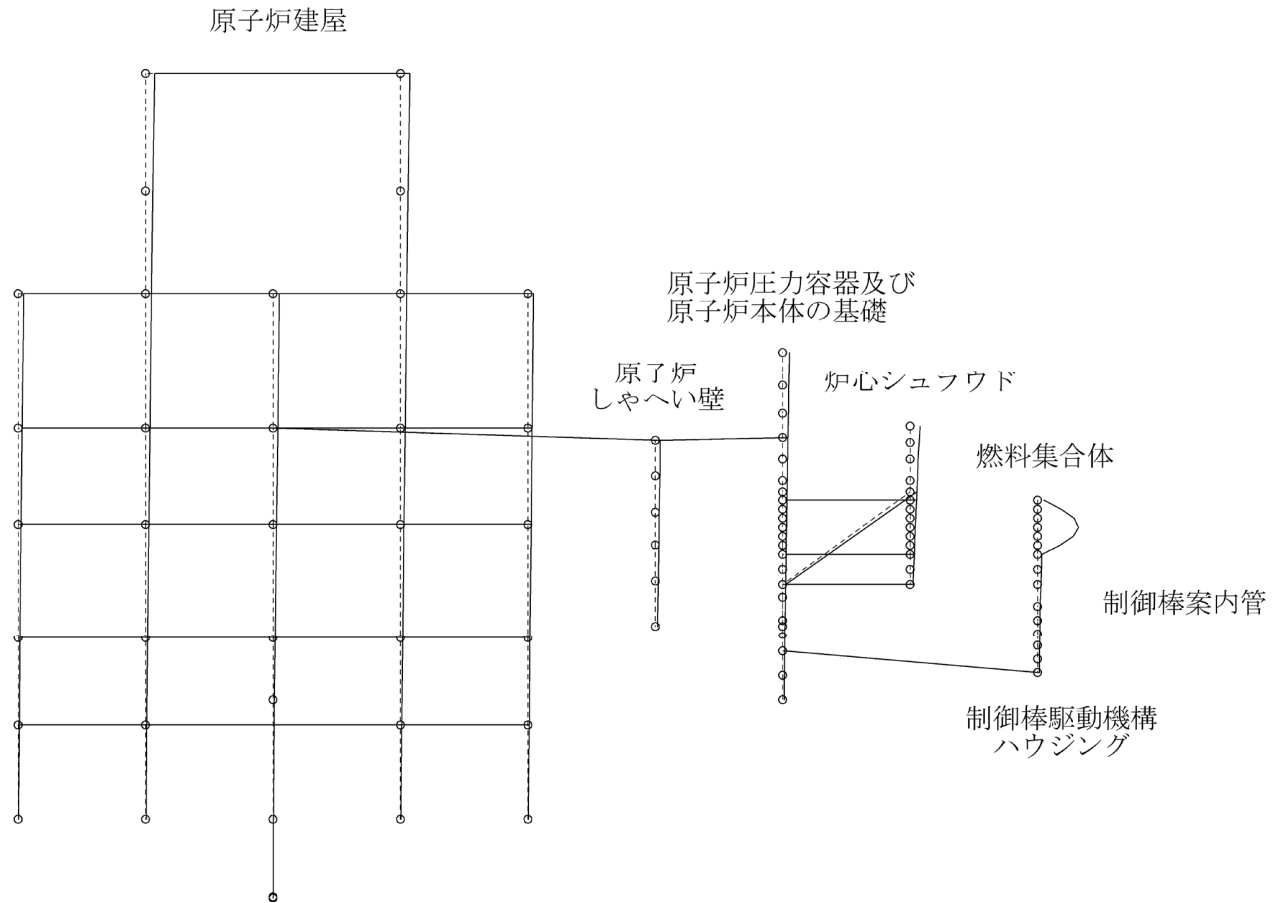 原子炉建屋
原子炉圧力容器及び
原子炉本体の基礎
原子炉
しゃへい壁
炉心シュラウド
燃料集合体
制御棒案内管
制御棒駆動機構
ハウジング